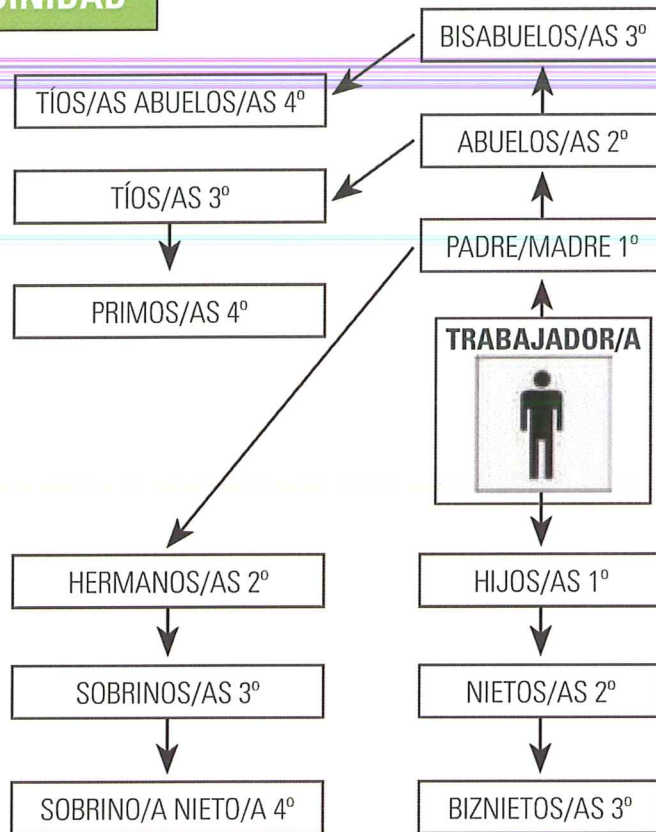 BISABUELOS/AS 3º
TÍOS/AS ABUELOS/AS 4º
ABUELOS/AS 2º
TÍOS/AS 3º
PADRE/MADRE 1º
PRIMOS/AS 4º
TRABAJADOR/A
HERMANOS/AS 2º
HIJOS/AS 1º
SOBRINOS/AS 3º
NIETOS/AS 2º
SOBRINO/A NIETO/A 4º
BIZNIETOS/AS 3º